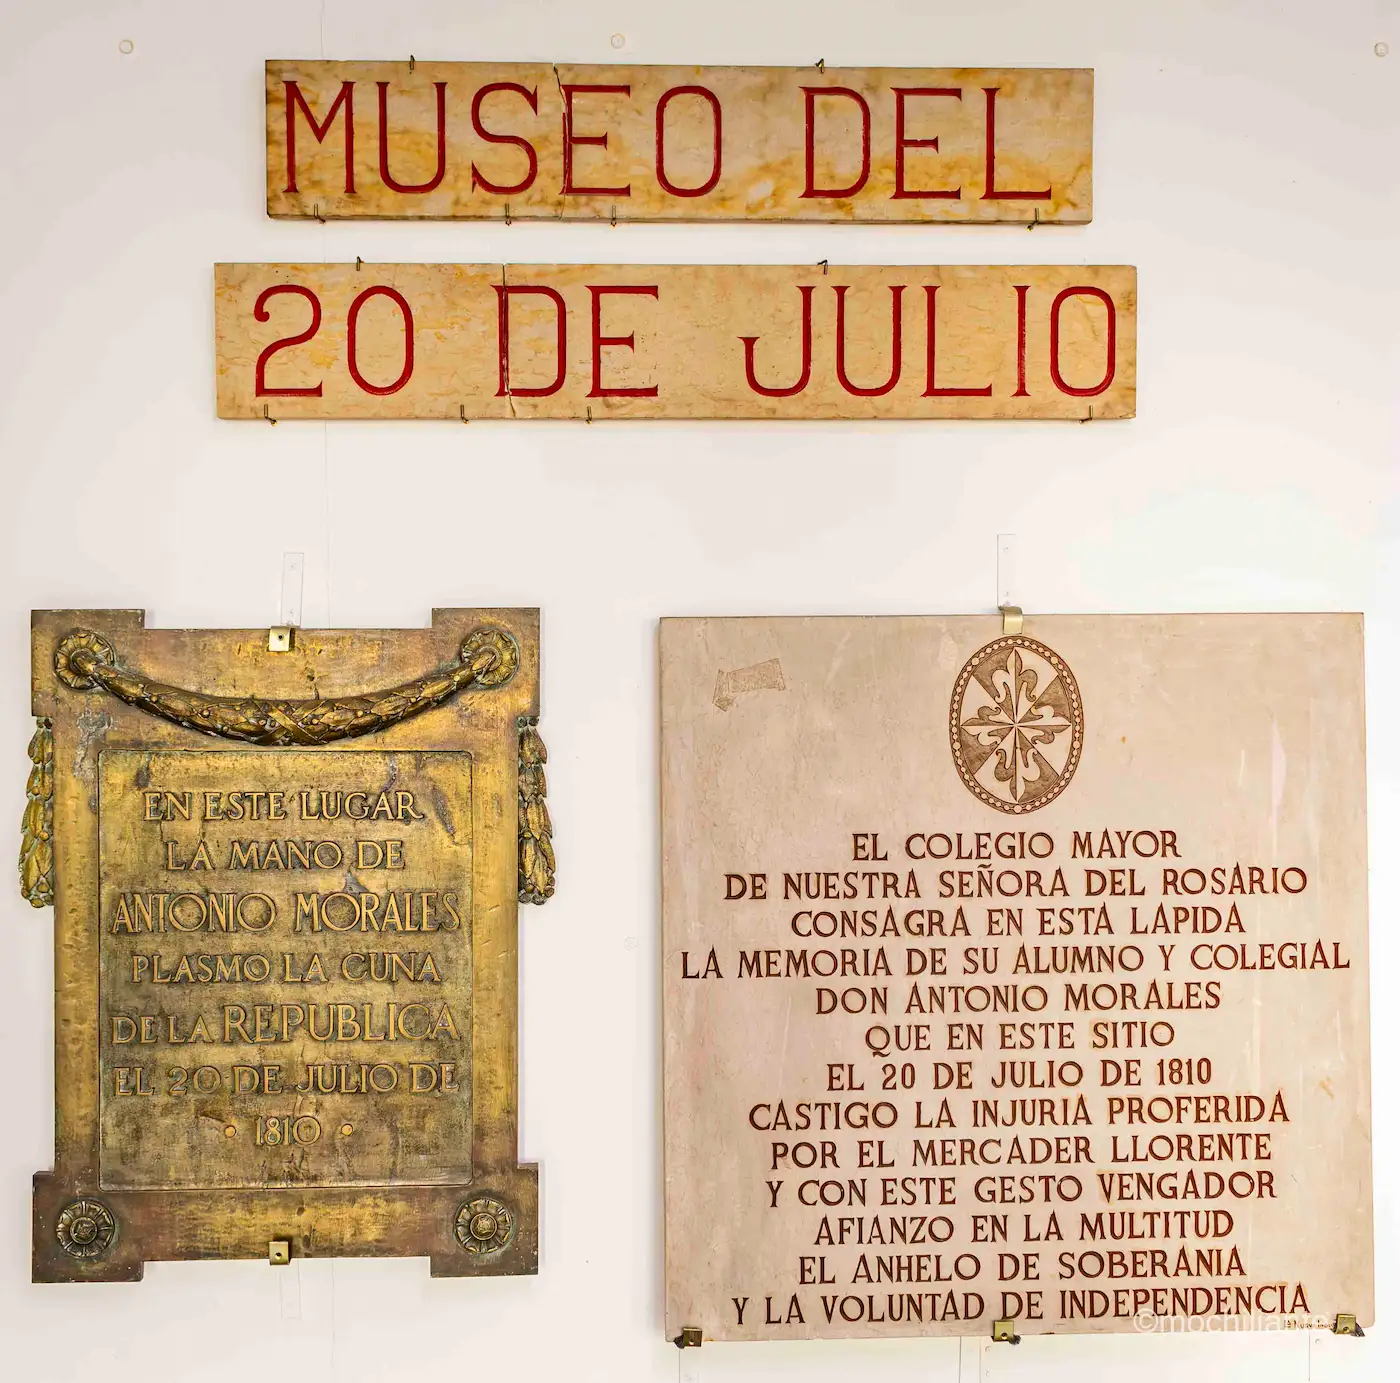 MUSEO DEL
20 DE JULIO
EN ESTE LUGAR
LA MANO DE
ANTONIO MORALES
PLASMO LA CUNA
DE LA REPUBLICA
EL 20 DE JULIO DE
· 1810 ·
EL COLEGIO MAYOR
DE NUESTRA SEÑORA DEL ROSARIO
CONSAGRA EN ESTA LAPIDA
LA MEMORIA DE SU ALUMNO Y COLEGIAL
DON ANTONIO MORALES
QUE EN ESTE SITIO
EL 20 DE JULIO DE 1810
CASTIGO LA INJURIA PROFERIDA
POR EL MERCADER LLORENTE
Y CON ESTE GESTO VENGADOR
AFIANZO EN LA MULTITUD
EL ANHELO DE SOBERANIA
Y LA VOLUNTAD DE INDEPENDENCIA